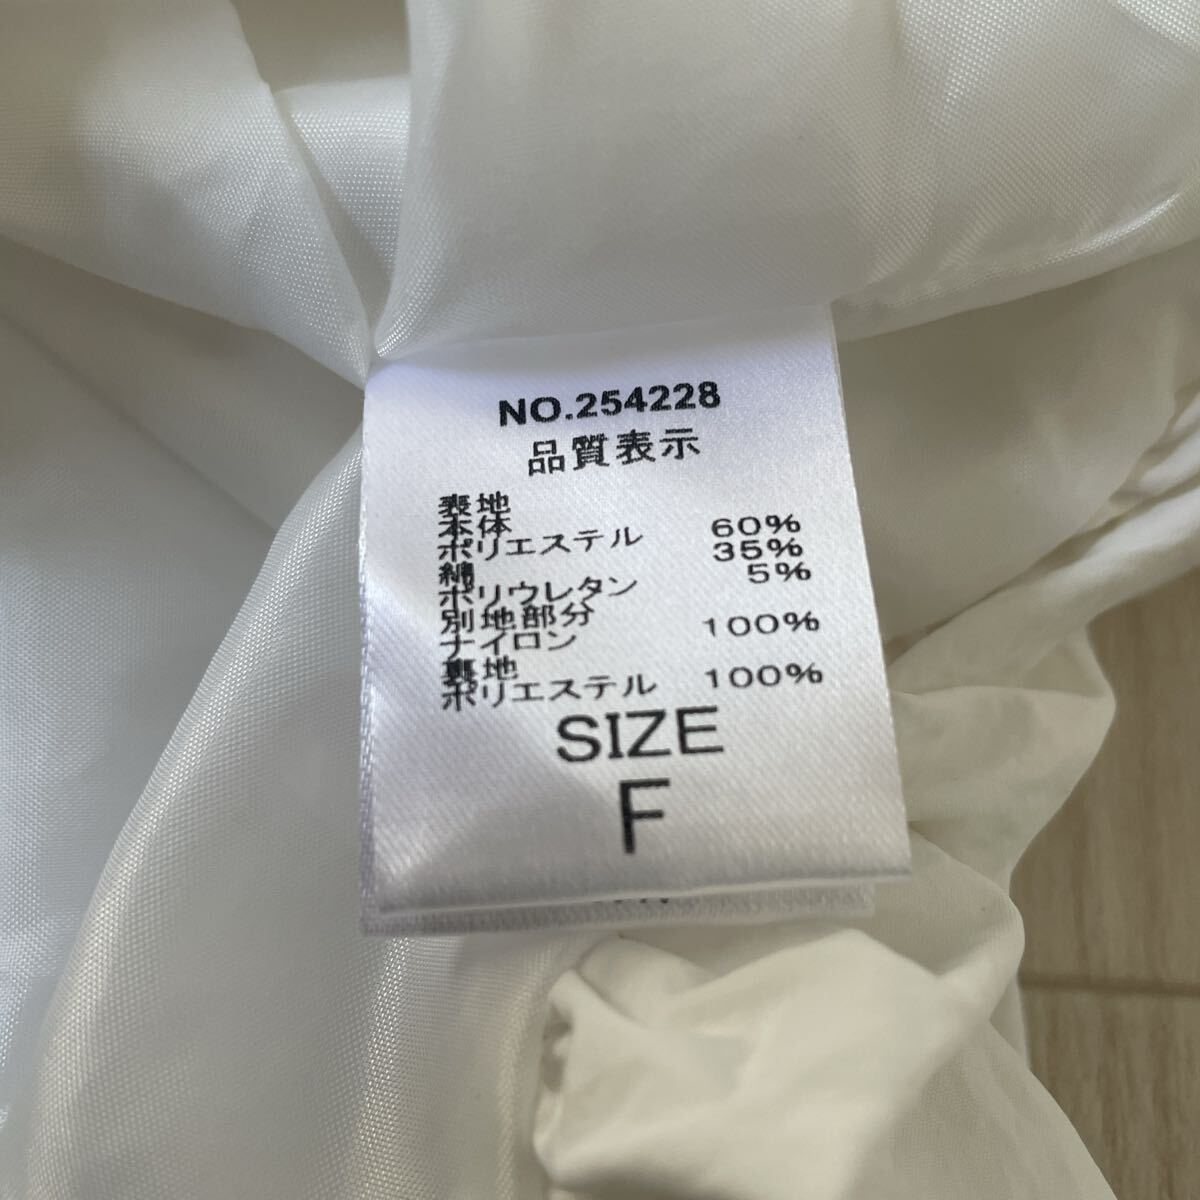 NO.254228
品質表示
表地
本体
ポリエステル 60%
綿 35%
ポリウレタン 5%
別地部分
ナイロン 100%
裏地
ポリエステル 100%
SIZE
F